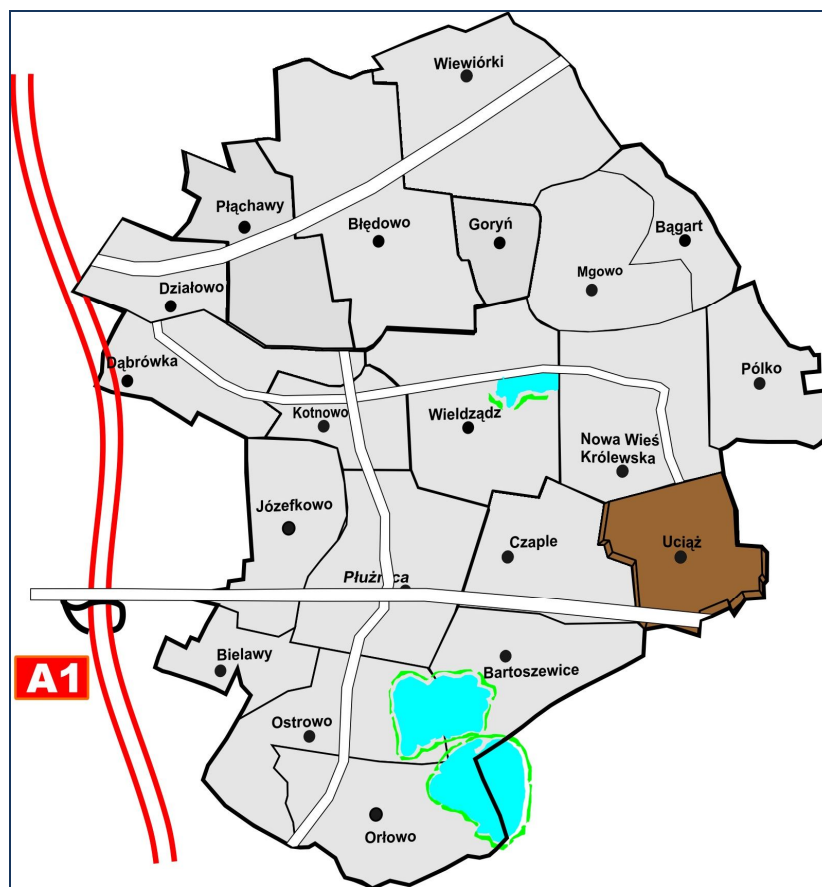 Wiewiórki
Płąchawy
Błędowo
Goryń
Bągart
Mgowo
Działowo
Dąbrówka
Pólko
Kotnowo
Wieldządz
Nowa Wieś
Królewska
Józefkowo
Czaple
Uciąż
Płużnica
Bielawy
Bartoszewice
A1
Ostrowo
Orłowo